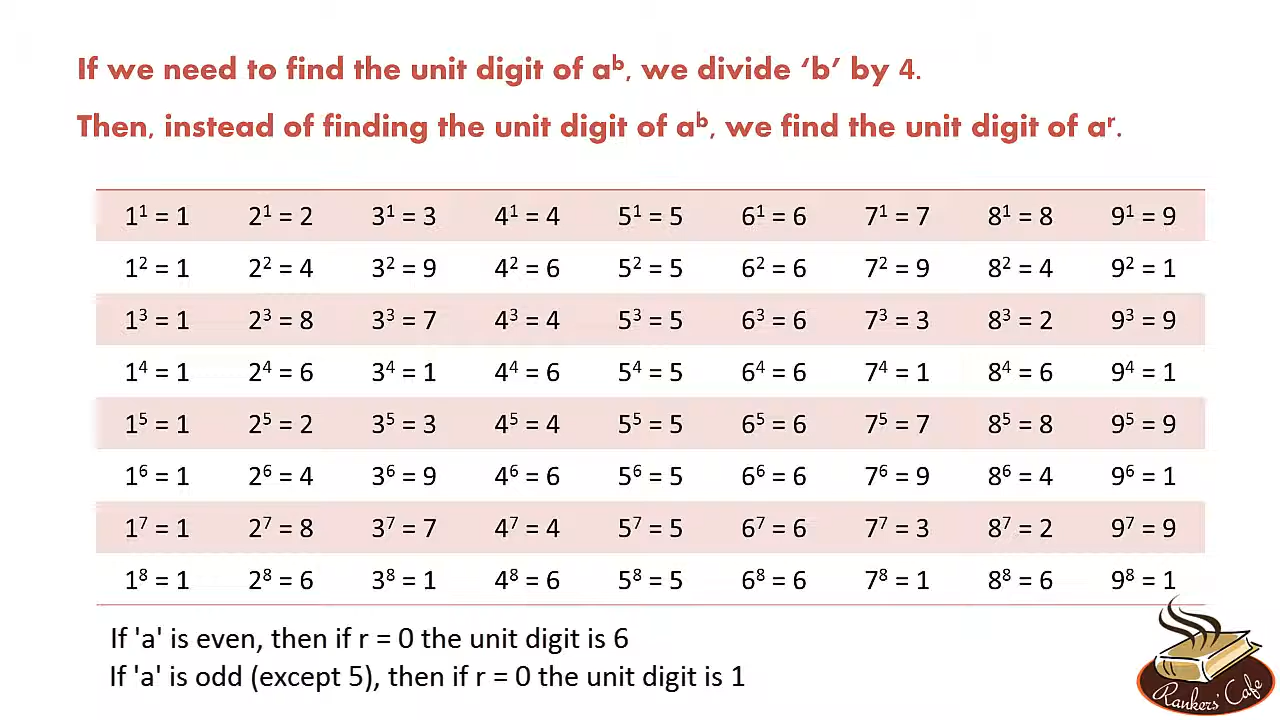 If we need to find the unit digit of aᵇ, we divide ‘b’ by 4.
Then, instead of finding the unit digit of aᵇ, we find the unit digit of aʳ.
1¹ = 1 2¹ = 2 3¹ = 3 4¹ = 4 5¹ = 5 6¹ = 6 7¹ = 7 8¹ = 8 9¹ = 9
1² = 1 2² = 4 3² = 9 4² = 6 5² = 5 6² = 6 7² = 9 8² = 4 9² = 1
1³ = 1 2³ = 8 3³ = 7 4³ = 4 5³ = 5 6³ = 6 7³ = 3 8³ = 2 9³ = 9
1⁴ = 1 2⁴ = 6 3⁴ = 1 4⁴ = 6 5⁴ = 5 6⁴ = 6 7⁴ = 1 8⁴ = 6 9⁴ = 1
1⁵ = 1 2⁵ = 2 3⁵ = 3 4⁵ = 4 5⁵ = 5 6⁵ = 6 7⁵ = 7 8⁵ = 8 9⁵ = 9
1⁶ = 1 2⁶ = 4 3⁶ = 9 4⁶ = 6 5⁶ = 5 6⁶ = 6 7⁶ = 9 8⁶ = 4 9⁶ = 1
1⁷ = 1 2⁷ = 8 3⁷ = 7 4⁷ = 4 5⁷ = 5 6⁷ = 6 7⁷ = 3 8⁷ = 2 9⁷ = 9
1⁸ = 1 2⁸ = 6 3⁸ = 1 4⁸ = 6 5⁸ = 5 6⁸ = 6 7⁸ = 1 8⁸ = 6 9⁸ = 1
If 'a' is even, then if r = 0 the unit digit is 6
If 'a' is odd (except 5), then if r = 0 the unit digit is 1
Rankers' Cafe